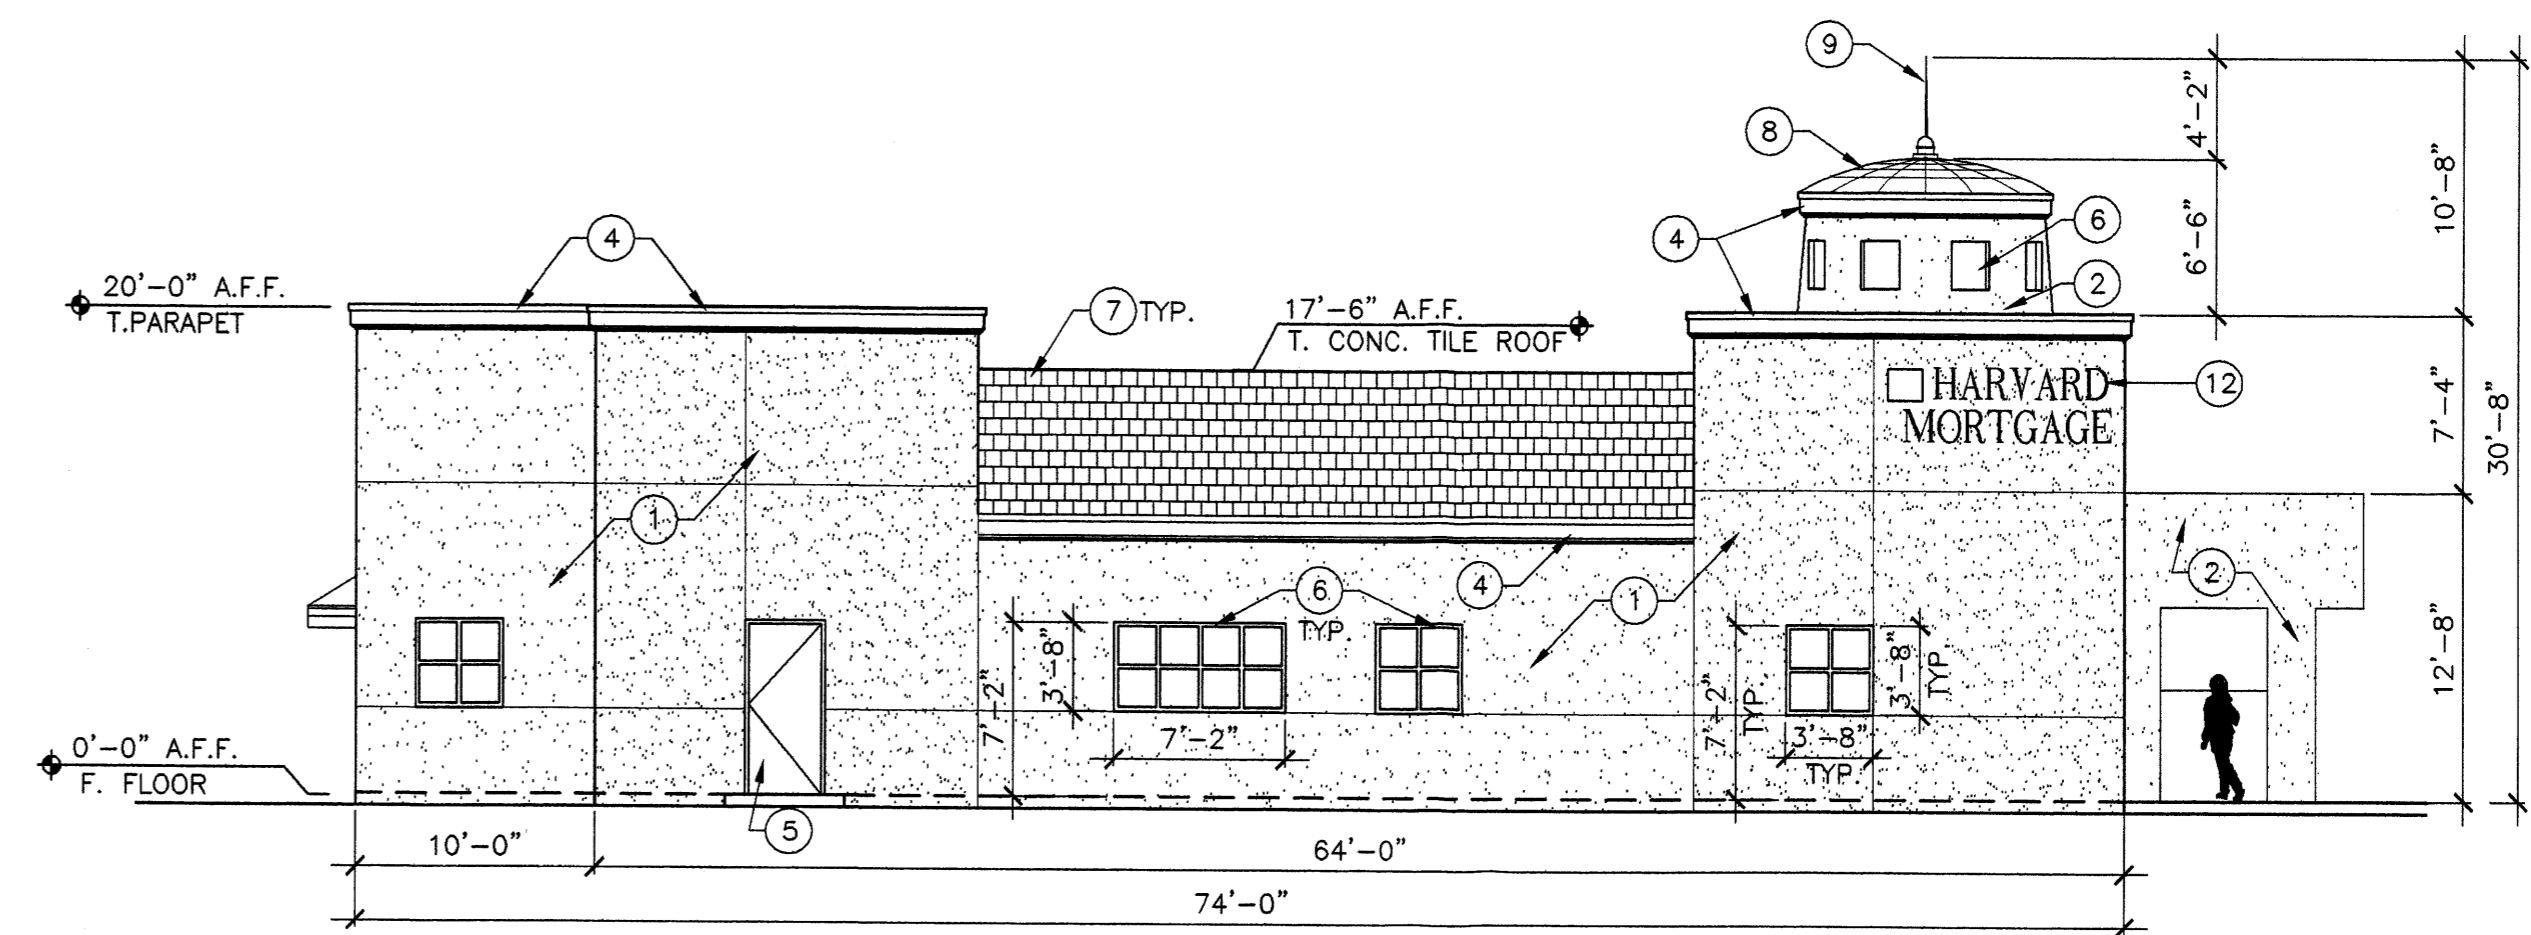 9
4'-2"
8
10'-8"
4
6
6'-6"
4
2
20'-0" A.F.F.
T.PARAPET
7 TYP.
17'-6" A.F.F.
T. CONC. TILE ROOF
HARVARD
MORTGAGE
12
7'-4"
30'-8"
1
4
6
TYP.
1
2
7'-2"
3'-8"
7'-2"
TYP.
3'-8"
TYP.
12'-8"
7'-2"
3'-8"
TYP.
0'-0" A.F.F.
F. FLOOR
5
10'-0"
64'-0"
74'-0"